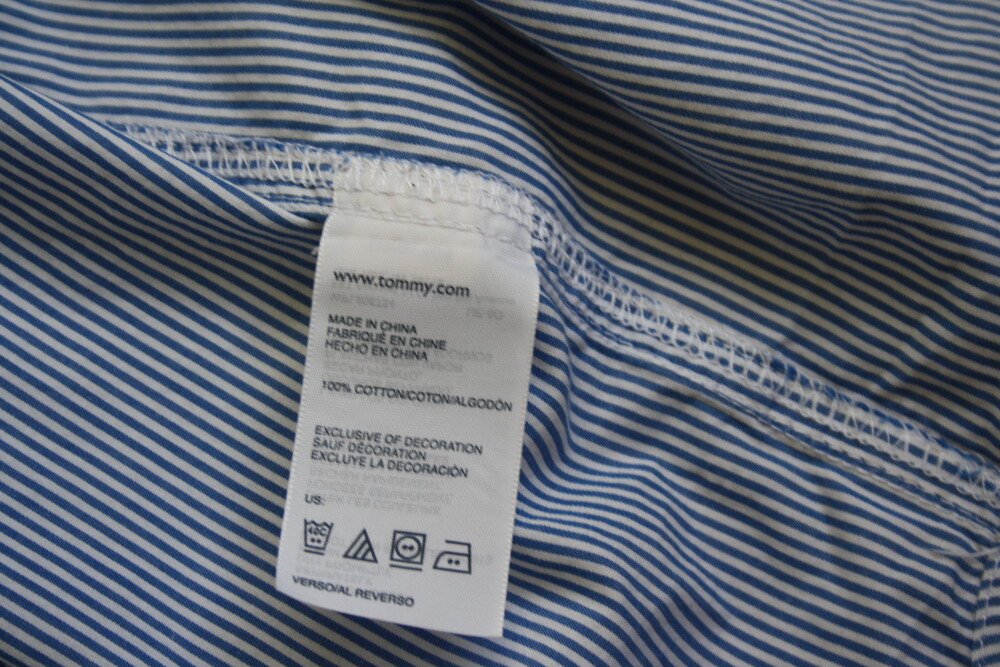 www.tommy.com
MADE IN CHINA
FABRIQUÉ EN CHINE
HECHO EN CHINA
100% COTTON/COTON/ALGODÓN
EXCLUSIVE OF DECORATION
SAUF DÉCORATION
EXCLUYE LA DECORACIÓN
US:
40C
VERSO/AL REVERSO